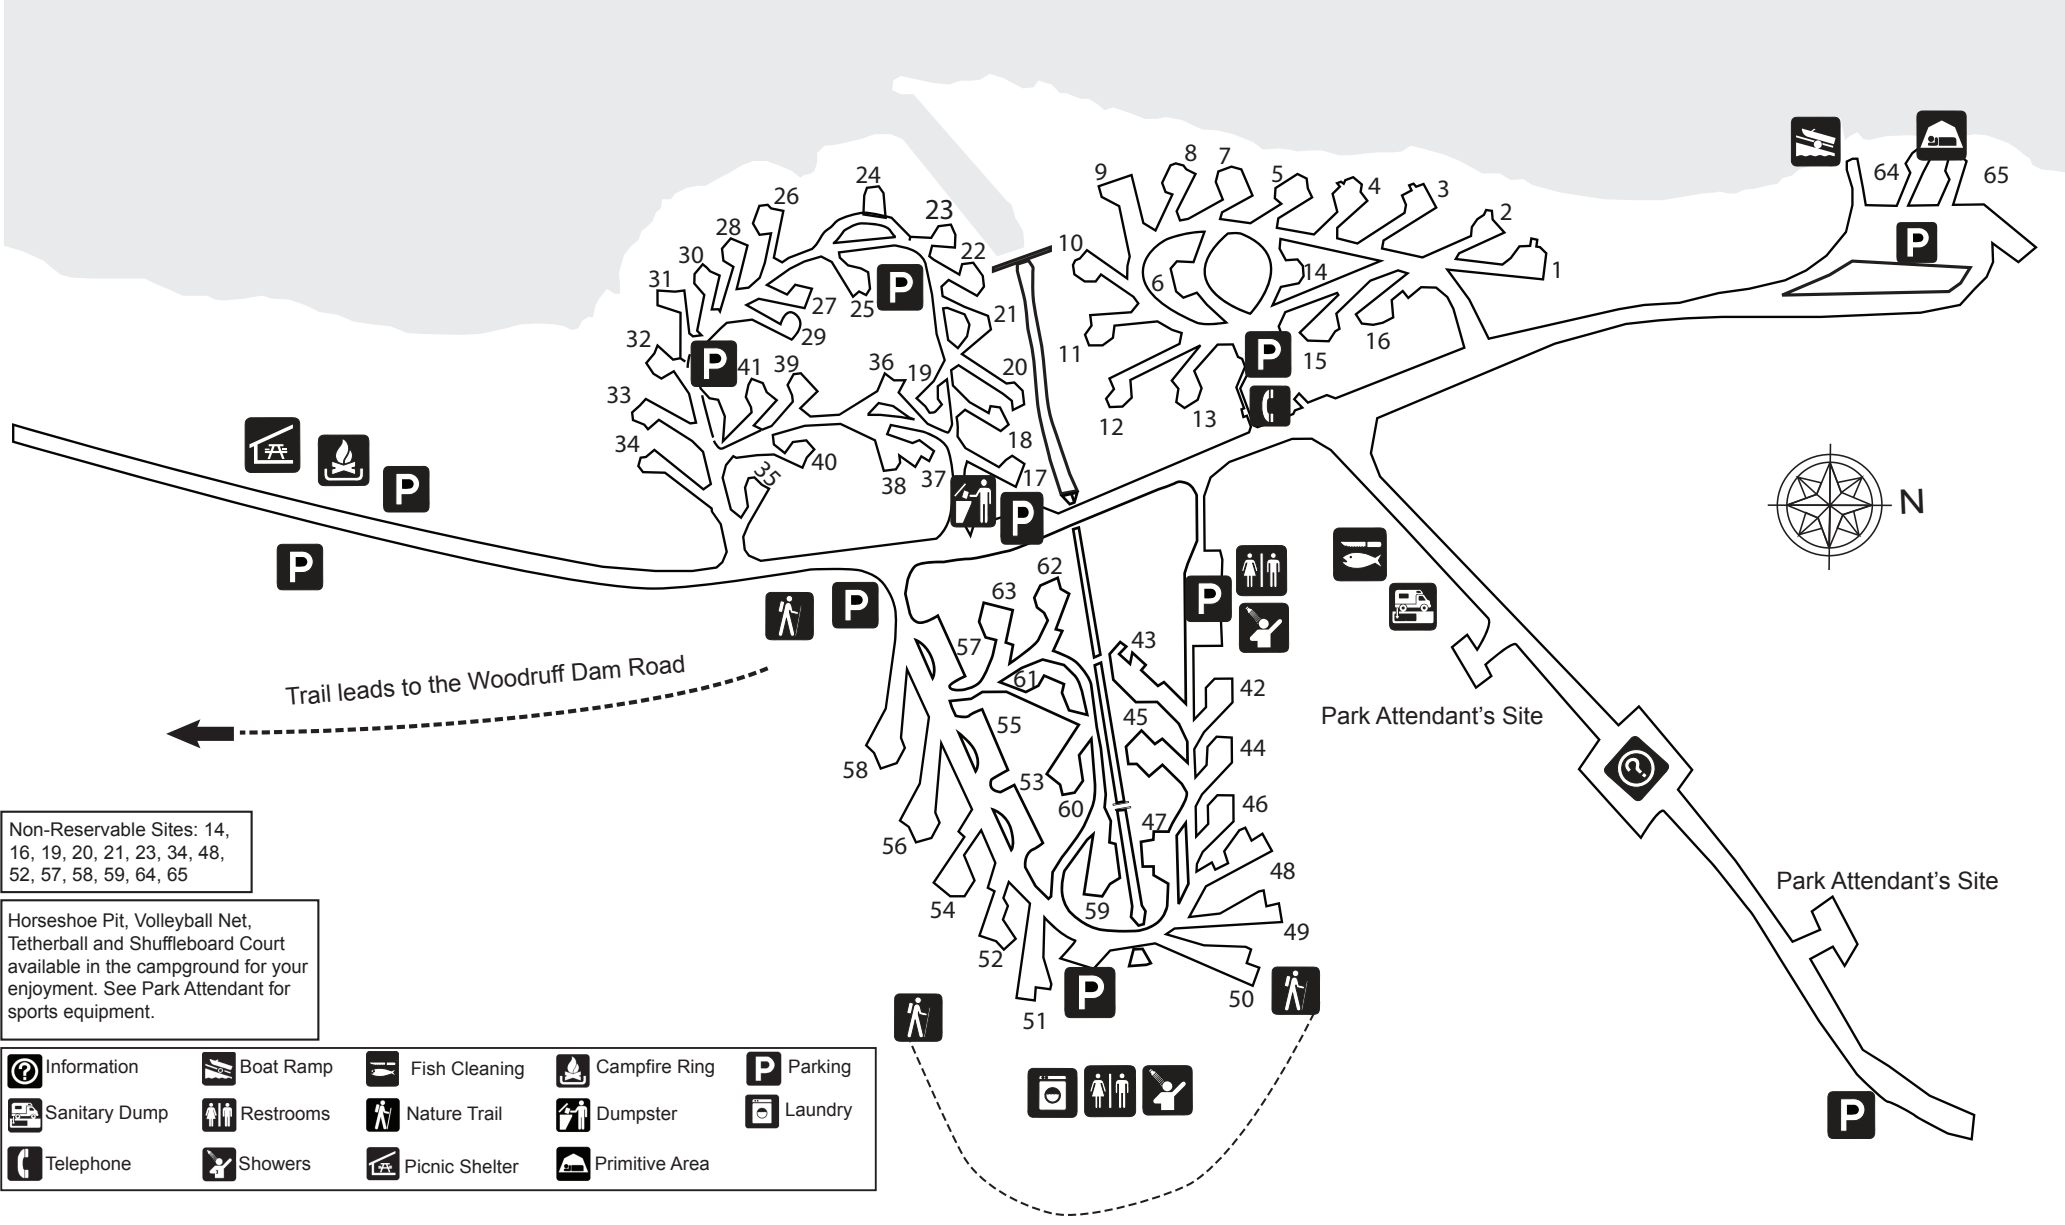 24
26
23
28
22
30
31
27
25
29
21
32
41
39
36
19
20
33
18
34
35
40
38
37
17
9
8
7
5
4
3
2
1
10
6
14
11
15
16
12
13
64
65
P
P
P
P
P
P
P
P
P
P
P
P
N
Trail leads to the Woodruff Dam Road
62
63
57
61
43
42
55
45
44
58
53
60
46
56
47
48
54
59
49
52
50
51
Park Attendant's Site
?
Park Attendant's Site
Non-Reservable Sites: 14,
16, 19, 20, 21, 23, 34, 48,
52, 57, 58, 59, 64, 65
Horseshoe Pit, Volleyball Net,
Tetherball and Shuffleboard Court
available in the campground for your
enjoyment. See Park Attendant for
sports equipment.
? Information
Boat Ramp
Fish Cleaning
Campfire Ring
P Parking
Sanitary Dump
Restrooms
Nature Trail
Dumpster
Laundry
Telephone
Showers
Picnic Shelter
Primitive Area